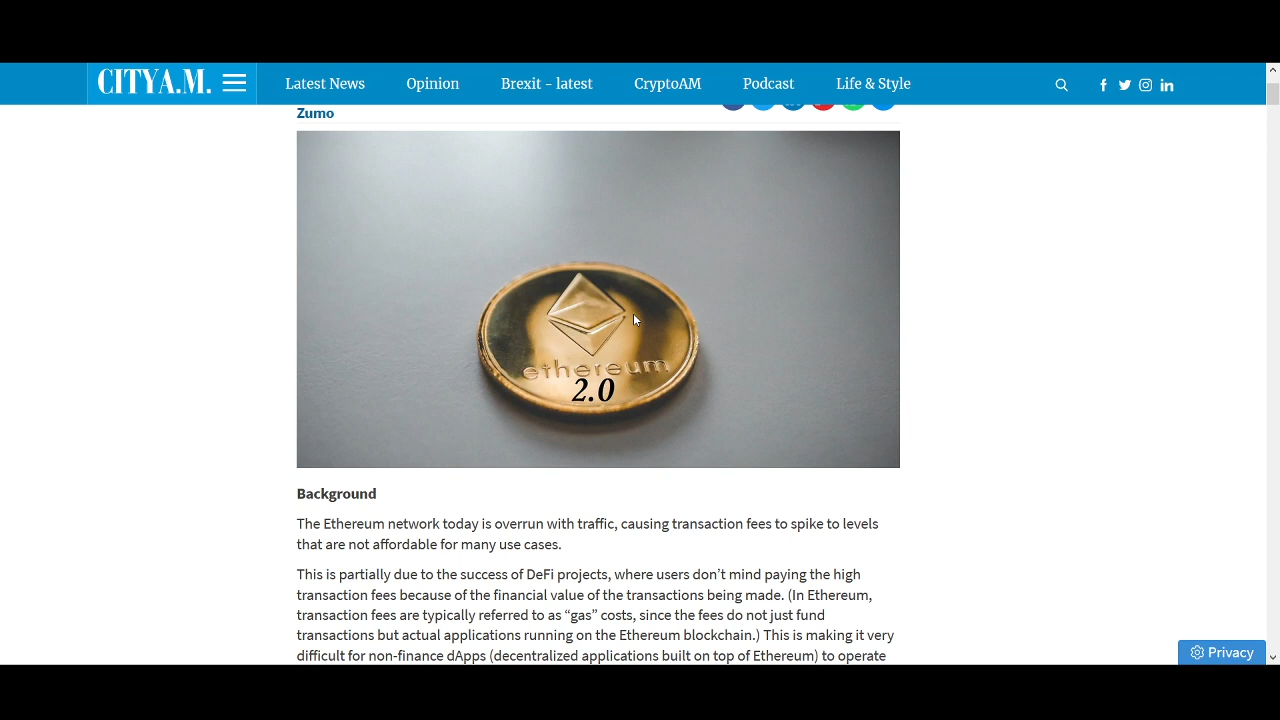 CITYA.M.
Latest News
Opinion
Brexit - latest
CryptoAM
Podcast
Life & Style
Zumo
ethereum
2.0
Background
The Ethereum network today is overrun with traffic, causing transaction fees to spike to levels
that are not affordable for many use cases.
This is partially due to the success of DeFi projects, where users don’t mind paying the high
transaction fees because of the financial value of the transactions being made. (In Ethereum,
transaction fees are typically referred to as “gas” costs, since the fees do not just fund
transactions but actual applications running on the Ethereum blockchain.) This is making it very
difficult for non-finance dApps (decentralized applications built on top of Ethereum) to operate
Privacy